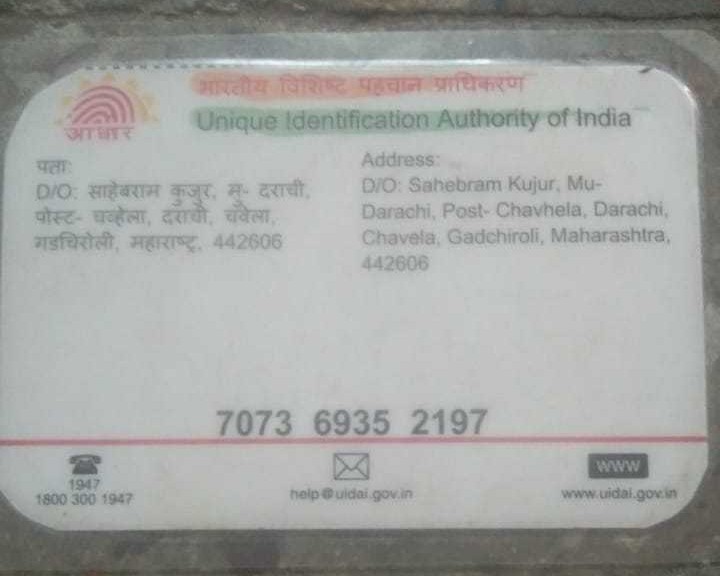 भारतीय विशिष्ट पहचान प्राधिकरण
Unique Identification Authority of India
आधार
पता:
D/O: साहेबराम कुजुर, मु- दराची,
पोस्ट- चव्हेला, दराची, चवेला,
गडचिरोली, महाराष्ट्र, 442606
Address:
D/O: Sahebram Kujur, Mu-
Darachi, Post- Chavhela, Darachi,
Chavela, Gadchiroli, Maharashtra,
442606
7073 6935 2197
1947
1800 300 1947
help@uidai.gov.in
www
www.uidai.gov.in